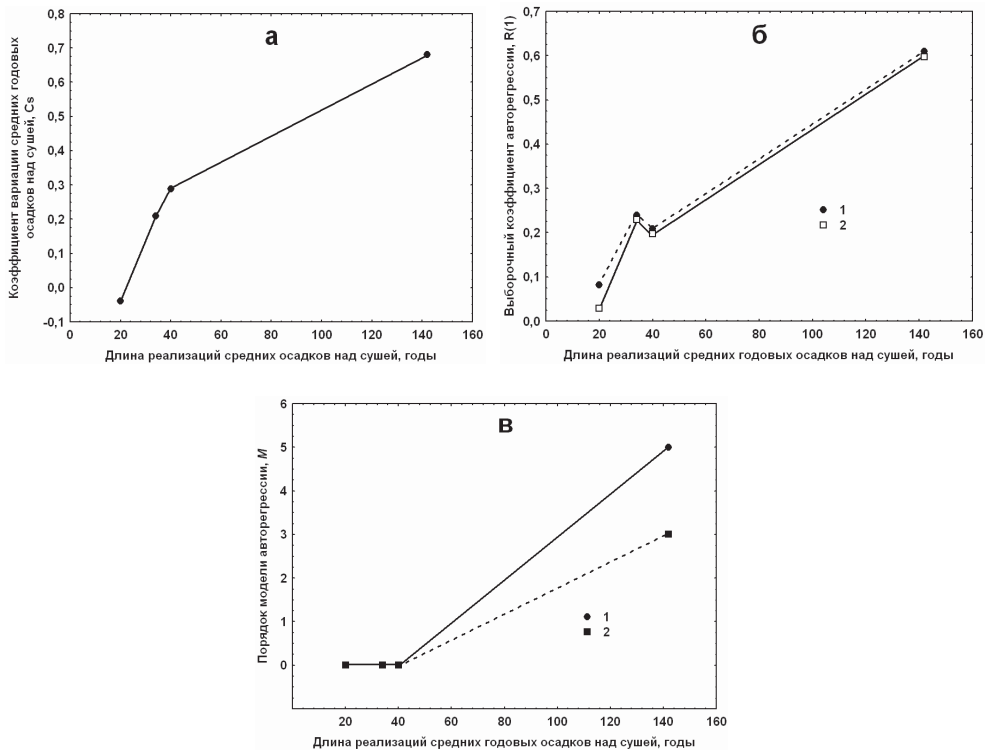 а
0,8
0,7
0,6
0,5
0,4
0,3
0,2
0,1
0,0
-0,1
0 20 40 60 80 100 120 140 160
Коэффициент вариации средних годовых
осадков над сушей, Cs
Длина реализаций средних осадков над сушей, годы
б
0,7
0,6
0,5
0,4
0,3
0,2
0,1
0,0
0 20 40 60 80 100 120 140 160
Выборочный коэффициент авторегрессии, R(1)
1
2
Длина реализаций средних годовых осадков над сушей, годы
в
6
5
4
3
2
1
0
20 40 60 80 100 120 140 160
Порядок модели авторегрессии, M
1
2
Длина реализаций средних годовых осадков над сушей, годы